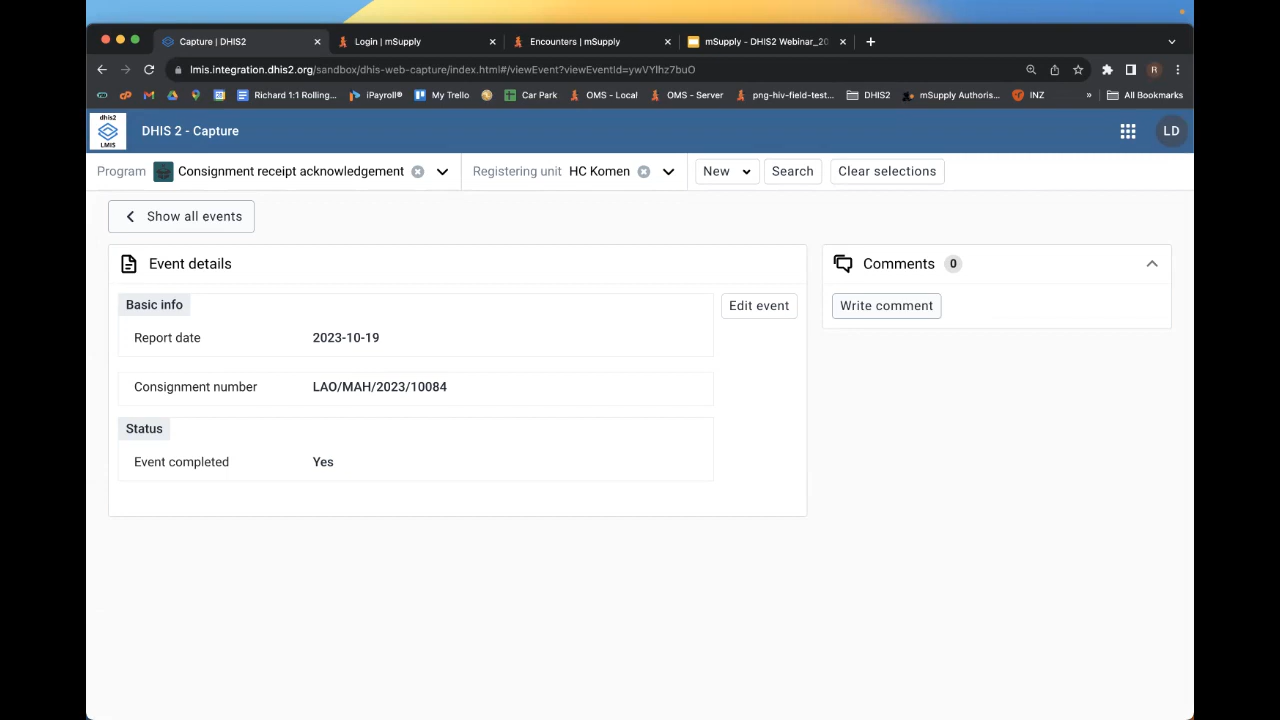 Capture | DHIS2
Login | mSupply
Encounters | mSupply
mSupply - DHIS2 Webinar_20
lmis.integration.dhis2.org/sandbox/dhis-web-capture/index.html#/viewEvent?viewEventId=ywVYlhz7buO
R
Richard 1:1 Rolling...
iPayroll®
My Trello
Car Park
OMS - Local
OMS - Server
png-hiv-field-test...
DHIS2
mSupply Authoris...
INZ
»
All Bookmarks
dhis2
LMIS
DHIS 2 - Capture
LD
Program Consignment receipt acknowledgement
Registering unit HC Komen
New
Search
Clear selections
Show all events
Event details
Comments 0
Basic info
Edit event
Write comment
Report date 2023-10-19
Consignment number LAO/MAH/2023/10084
Status
Event completed Yes